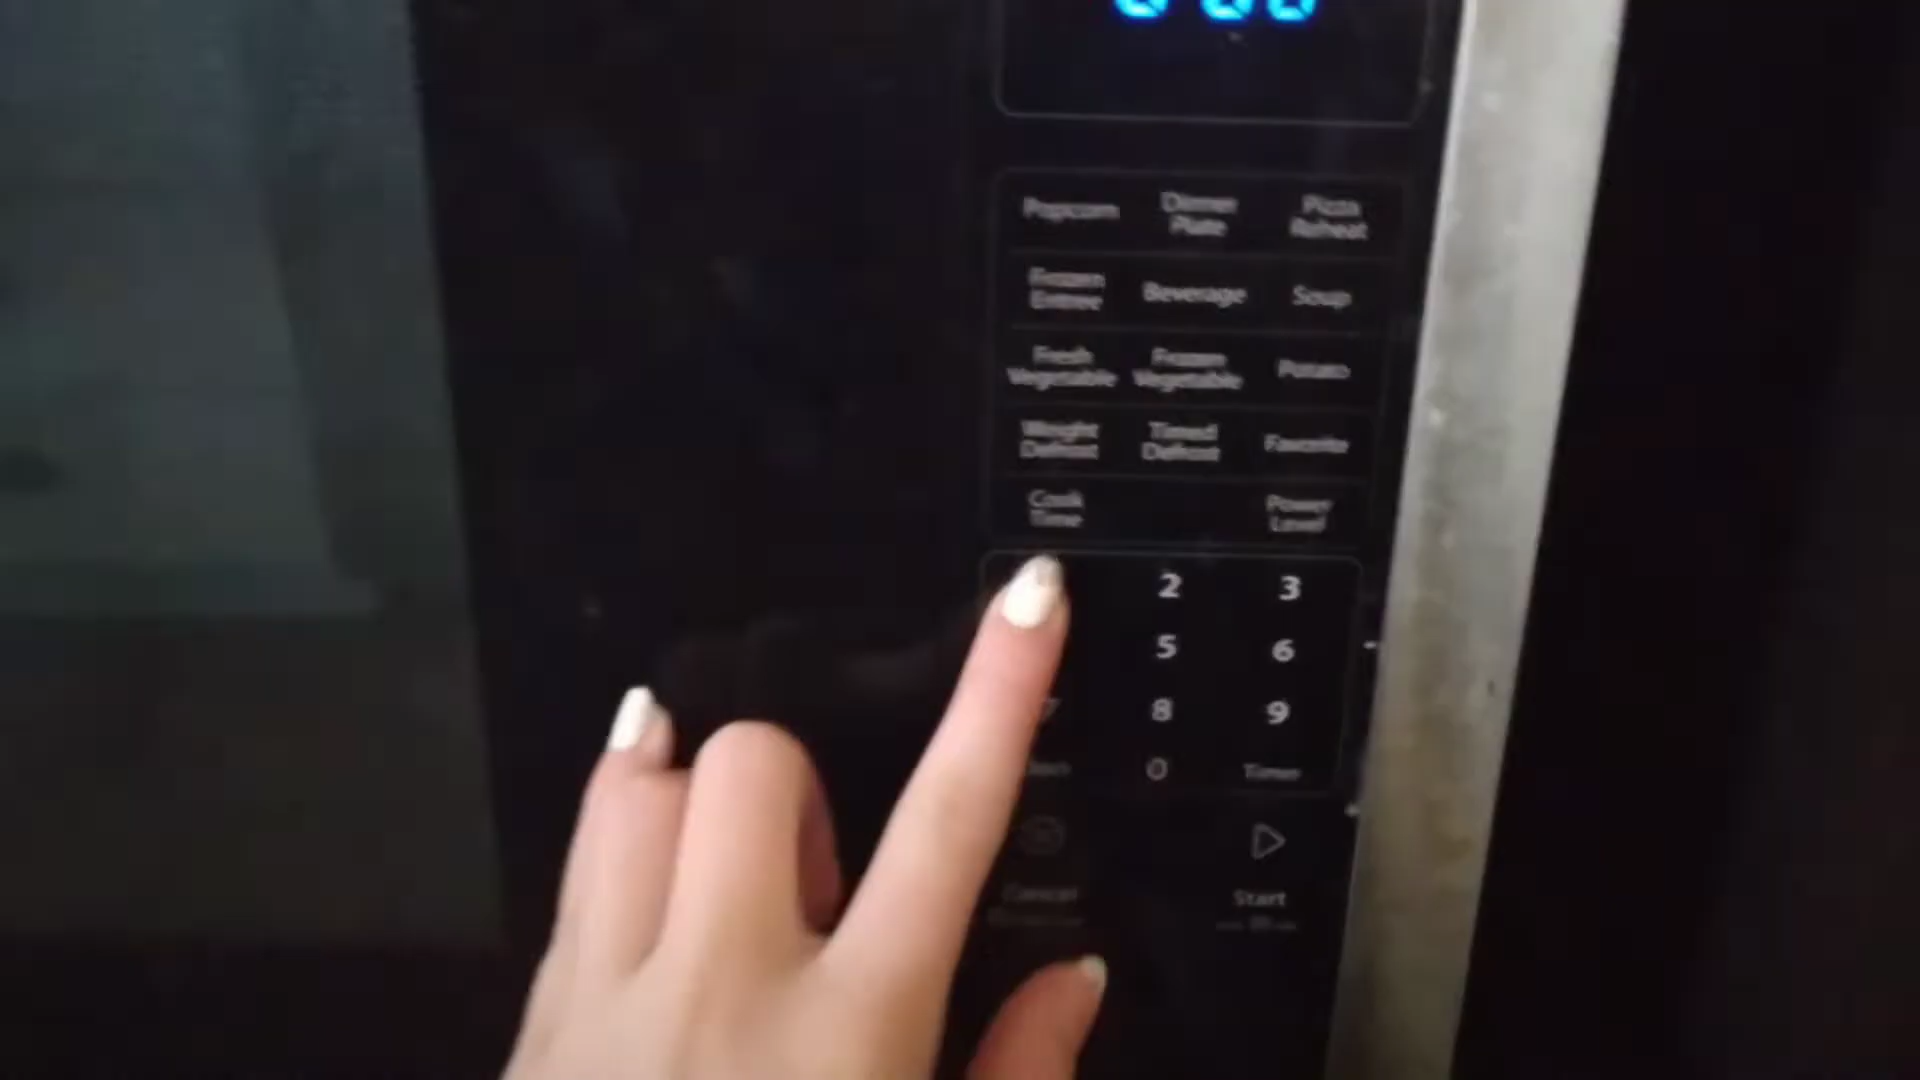 Popcorn Dinner Plate Pizza Reheat
Frozen Entree Beverage Soup
Fresh Vegetable Frozen Vegetable Potato
Weight Defrost Timed Defrost Favorite
Cook Time Power Level
2 3
5 6
7 8 9
0 Timer
Cancel Start